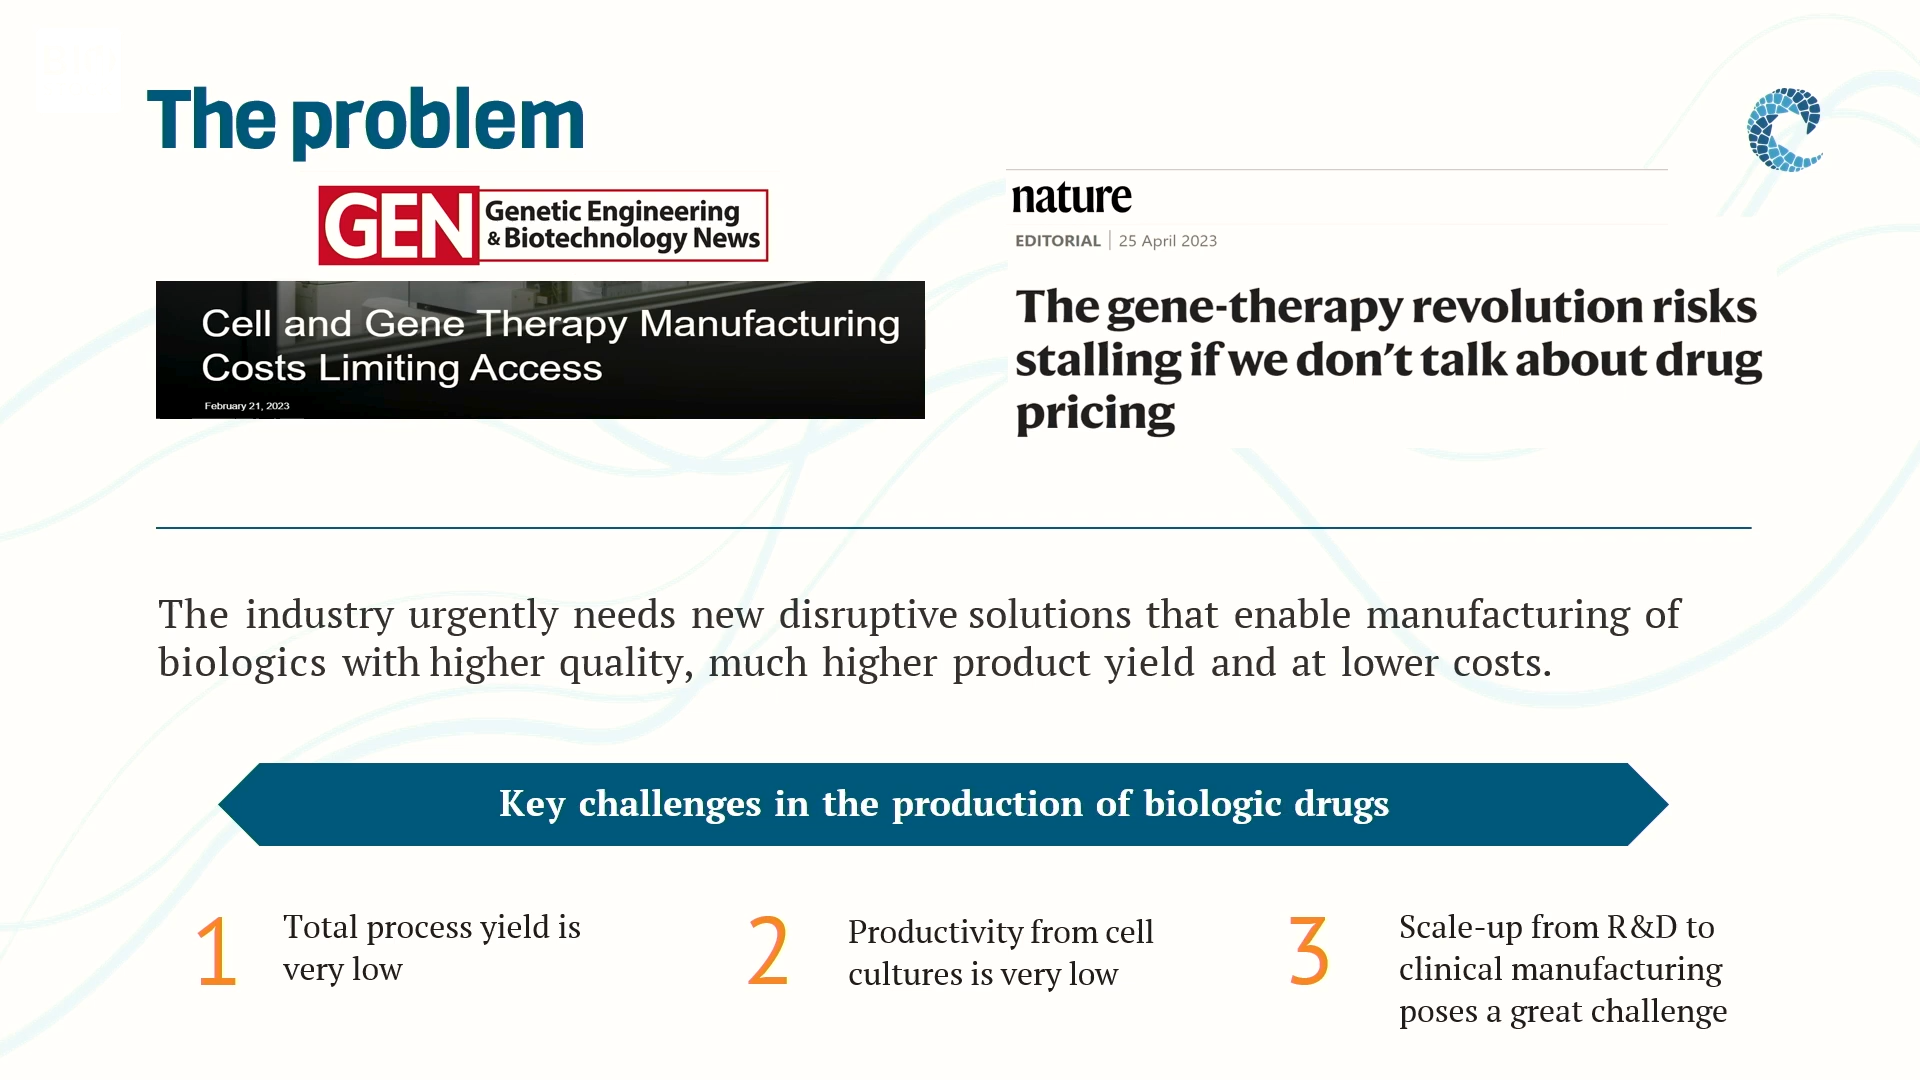 The problem
GEN Genetic Engineering
& Biotechnology News
Cell and Gene Therapy Manufacturing
Costs Limiting Access
February 21, 2023
nature
EDITORIAL | 25 April 2023
The gene-therapy revolution risks
stalling if we don’t talk about drug
pricing
The industry urgently needs new disruptive solutions that enable manufacturing of
biologics with higher quality, much higher product yield and at lower costs.
Key challenges in the production of biologic drugs
1 Total process yield is
very low
2 Productivity from cell
cultures is very low
3 Scale-up from R&D to
clinical manufacturing
poses a great challenge